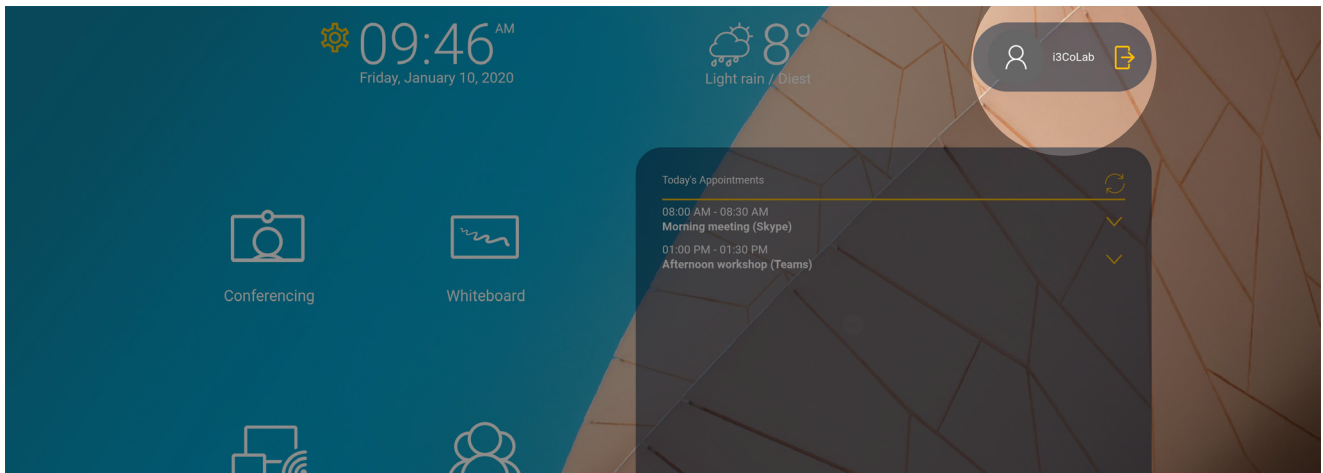 09:46 AM
Friday, January 10, 2020
8°
Light rain / Diest
i3CoLab
Today's Appointments
08:00 AM - 08:30 AM
Morning meeting (Skype)
01:00 PM - 01:30 PM
Afternoon workshop (Teams)
Conferencing
Whiteboard